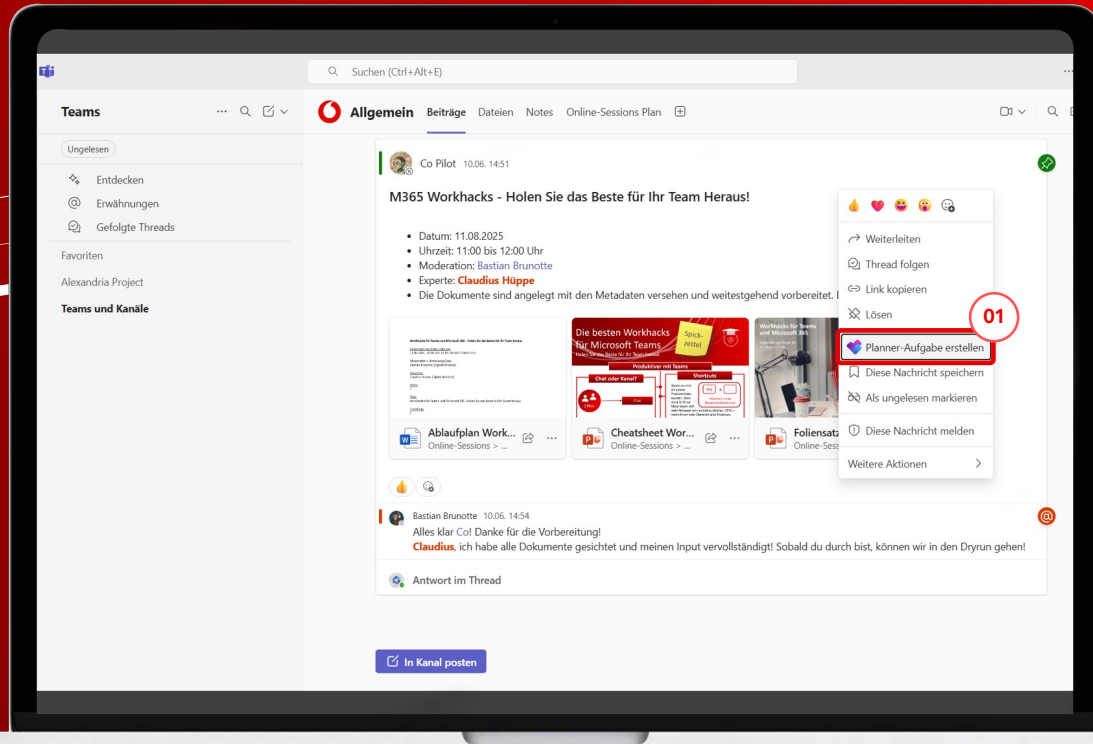 Suchen (Ctrl+Alt+E)
Teams
Allgemein Beiträge Dateien Notes Online-Sessions Plan
Ungelesen
Entdecken
Erwähnungen
Gefolgte Threads
Favoriten
Alexandria Project
Teams und Kanäle
Co Pilot 10.06. 14:51
M365 Workhacks - Holen Sie das Beste für Ihr Team Heraus!
• Datum: 11.08.2025
• Uhrzeit: 11:00 bis 12:00 Uhr
• Moderation: Bastian Brunotte
• Experte: Claudius Hüppe
• Die Dokumente sind angelegt mit den Metadaten versehen und weitestgehend vorbereitet.
Die besten Workhacks
für Microsoft Teams
Spick-
zettel
Produktiver mit Teams
Chat oder Kanal?
Shortcuts
Chat
Workhacks für Teams
und Microsoft 365
Ablaufplan Work...
Online-Sessions > ...
Cheatsheet Wor...
Online-Sessions > ...
Foliensatz
Online-Sess
Weiterleiten
Thread folgen
Link kopieren
Lösen
01
Planner-Aufgabe erstellen
Diese Nachricht speichern
Als ungelesen markieren
Diese Nachricht melden
Weitere Aktionen
Bastian Brunotte 10.06. 14:54
Alles klar Co! Danke für die Vorbereitung!
Claudius, ich habe alle Dokumente gesichtet und meinen Input vervollständigt! Sobald du durch bist, können wir in den Dryrun gehen!
Antwort im Thread
In Kanal posten